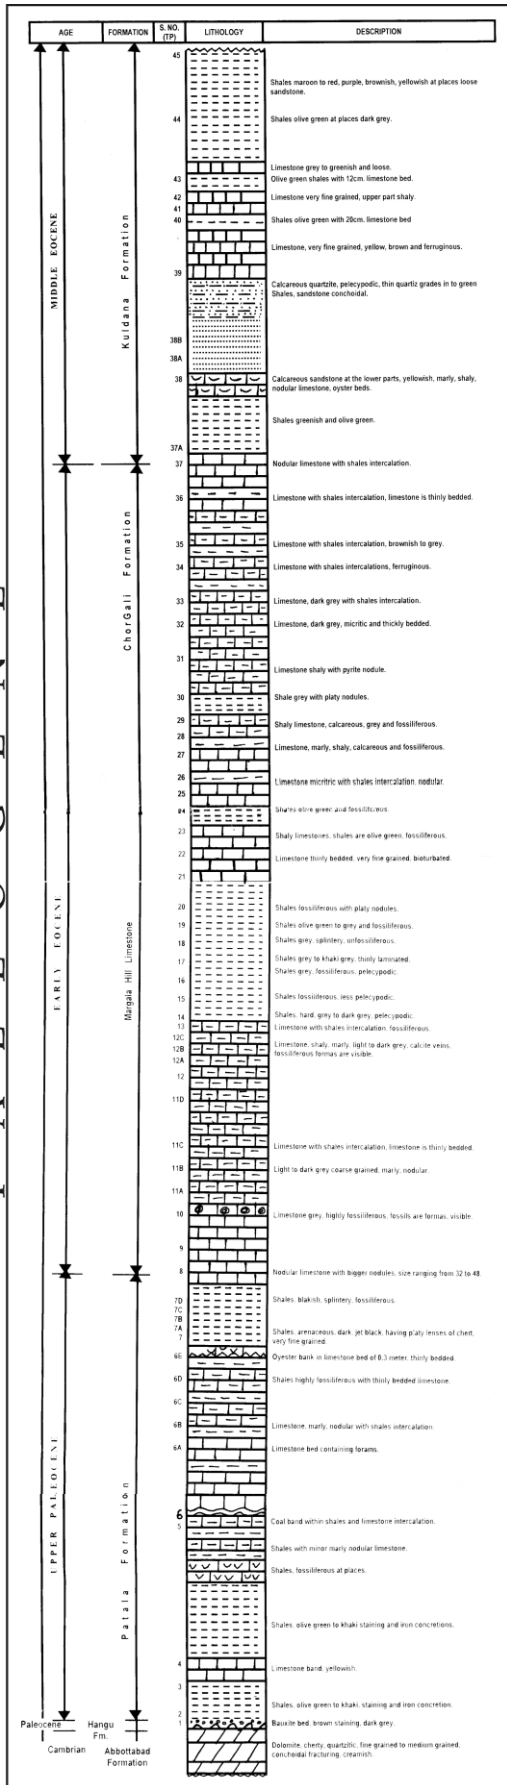 AGE
FORMATION
S. NO.
(TP)
LITHOLOGY
DESCRIPTION
45
Shales maroon to red, purple, brownish, yellowish at places loose
sandstone.
44
Shales olive green at places dark grey.
Limestone grey to greenish and loose.
43
Olive green shales with 12cm. limestone bed.
42
Limestone very fine grained, upper part shaly.
41
40
Shales olive green with 20cm. limestone bed
Limestone, very fine grained, yellow, brown and ferruginous.
39
Calcareous quartzite, pelecypodic, thin quartiz grades in to green
Shales, sandstone conchoidal.
38B
38A
38
Calcareous sandstone at the lower parts, yellowish, marly, shaly,
nodular limestone, oyster beds.
Shales greenish and olive green.
37A
MIDDLE EOCENE
Kuldana Formation
37
Nodular limestone with shales intercalation.
36
Limestone with shales intercalation, limestone is thinly bedded.
35
Limestone with shales intercalation, brownish to grey.
34
Limestone with shales intercalations, ferruginous.
33
Limestone, dark grey with shales intercalation.
32
Limestone, dark grey, micritic and thickly bedded.
31
Limestone shaly with pyrite nodule.
30
Shale grey with platy nodules.
29
Shaly limestone, calcareous, grey and fossiliferous.
28
Limestone, marly, shaly, calcareous and fossiliferous.
27
26
Limestone micritric with shales intercalation, nodular.
25
24
Shales olive green and fossiliferous.
23
Shaly limestones, shales are olive green, fossiliferous.
22
Limestone thinly bedded, very fine grained, bioturbated.
21
ChorGali Formation
20
Shales fossiliferous with platy nodules.
19
Shales olive green to grey and fossiliferous.
18
Shales grey, splintery, unfossiliferous.
17
Shales grey to khaki grey, thinly laminated.
Shales grey, fossiliferous, pelecypodic.
16
15
Shales fossiliferous, less pelecypodic.
14
Shales, hard, grey to dark grey, pelecypodic.
13
Limestone with shales intercalation, fossiliferous.
12C
12B
Limestone, shaly, marly, light to dark grey, calcite veins,
fossiliferous formas are visible.
12A
12
11D
11C
Limestone with shales intercalation, limestone is thinly bedded.
11B
Light to dark grey coarse grained, marly, nodular.
11A
10
Limestone grey, highly fossiliferous, fossils are formas, visible.
9
8
Nodular limestone with bigger nodules, size ranging from 32 to 48.
EARLY EOCENE
Margala Hill Limestone
7D
Shales, blakish, splintery, fossiliferous.
7C
7B
7A
7
Shales, arenaceous, dark, jet black, having platy lenses of chert,
very fine grained.
6E
Oyester bank in limestone bed of 0.3 meter, thinly bedded.
6D
Shales highly fossiliferous with thinly bedded limestone.
6C
6B
Limestone, marly, nodular with shales intercalation.
6A
Limestone bed containing forams.
6
5
Coal band within shales and limestone intercalation.
Shales with minor marly nodular limestone.
Shales, fossiliferous at places.
Shales, olive green to khaki staining and iron concretions.
4
Limestone band, yellowish.
3
Shales, olive green to khaki, staining and iron concretion.
2
1
Bauxite bed, brown staining, dark grey.
UPPER PALEOCENE
Patala Formation
Paleocene
Hangu
Fm.
Cambrian
Abbottabad
Formation
Dolomite, cherty, quartzitic, fine grained to medium grained,
conchoidal fracturing, creamish.